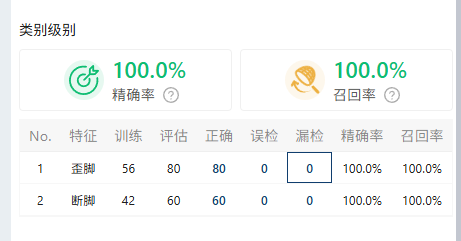 类别级别
100.0%
精确率 ?
100.0%
召回率 ?
No. 特征 训练 评估 正确 误检 漏检 精确率 召回率
1 歪脚 56 80 80 0 0 100.0% 100.0%
2 断脚 42 60 60 0 0 100.0% 100.0%